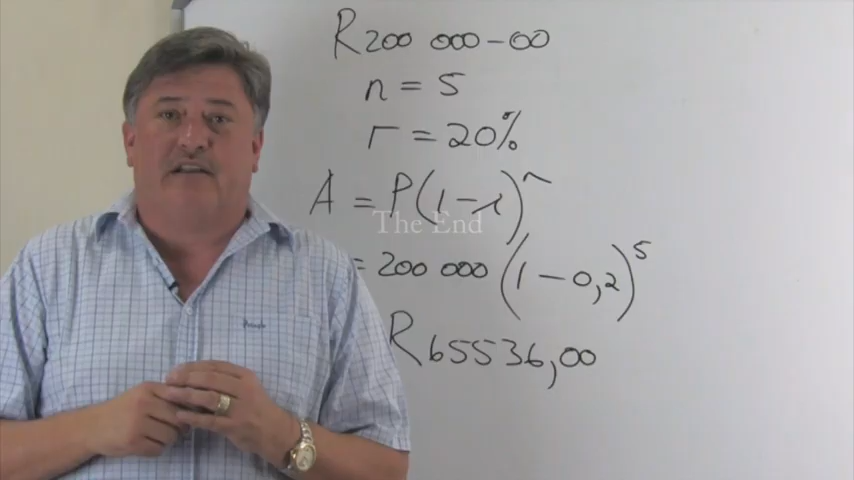 R200 000-00
n = 5
r = 20%
A = P(1-i)^n
The End
= 200 000 (1 - 0,2)^5
R65536,00